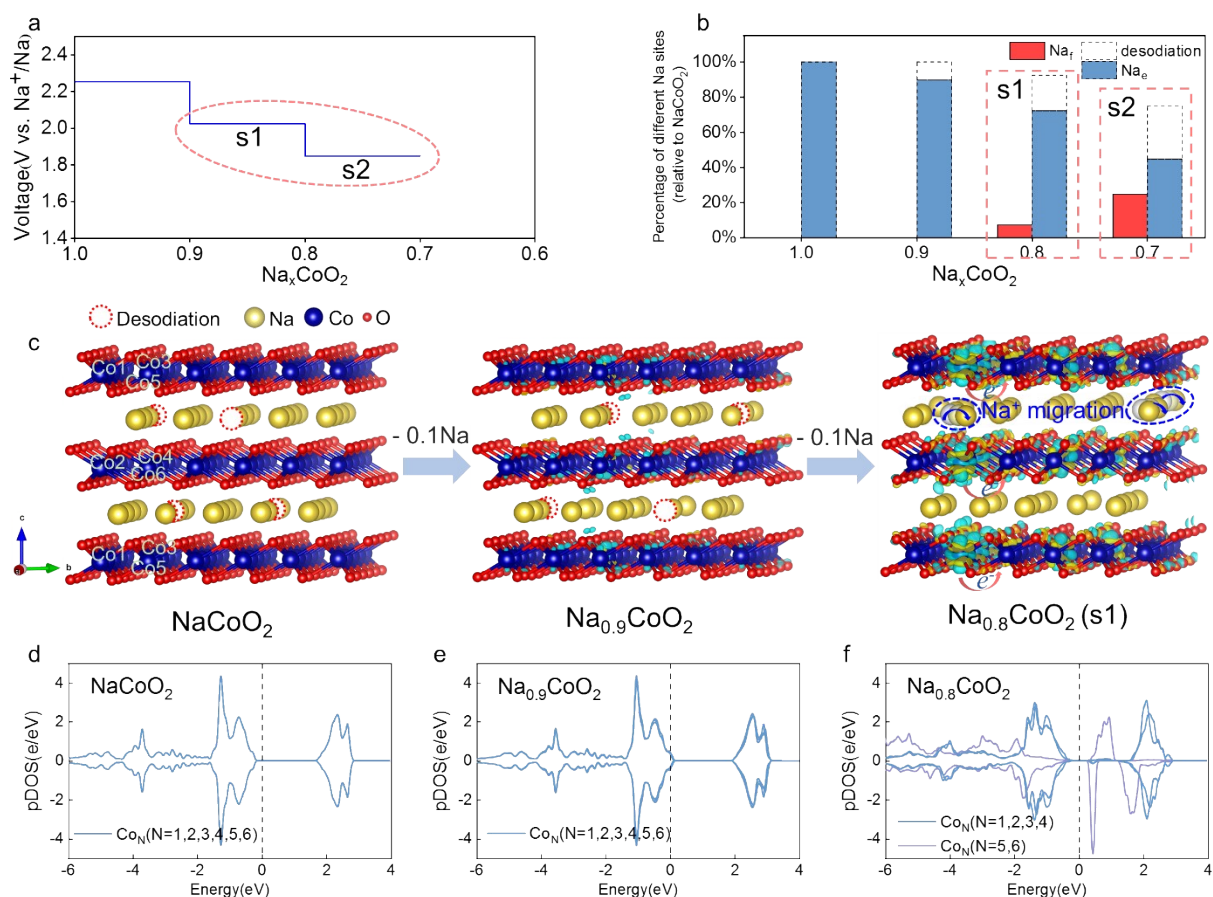 a
Voltage(V vs. Na⁺/Na)
2.4
2.2
2.0
1.8
1.6
1.4
s1
s2
1.0 0.9 0.8 0.7 0.6
NaₓCoO₂
b
Percentage of different Na sites
(relative to NaCoO₂)
100%
80%
60%
40%
20%
0%
Na_f desodiation
Na_e
s1
s2
1.0 0.9 0.8 0.7
NaₓCoO₂
Desodiation Na Co O
c
Co1 Co3
Co5
Co2 Co4
Co6
Co1 Co3
Co5
c
b
NaCoO₂
- 0.1Na
Na₀.₉CoO₂
- 0.1Na
e⁻
Na⁺ migration
e⁻
e⁻
Na₀.₈CoO₂ (s1)
d
NaCoO₂
pDOS(e/eV)
4
2
0
-2
-4
Co_N(N=1,2,3,4,5,6)
-6 -4 -2 0 2 4
Energy(eV)
e
Na₀.₉CoO₂
pDOS(e/eV)
4
2
0
-2
-4
Co_N(N=1,2,3,4,5,6)
-6 -4 -2 0 2 4
Energy(eV)
f
Na₀.₈CoO₂
pDOS(e/eV)
4
2
0
-2
-4
Co_N(N=1,2,3,4)
Co_N(N=5,6)
-6 -4 -2 0 2 4
Energy(eV)